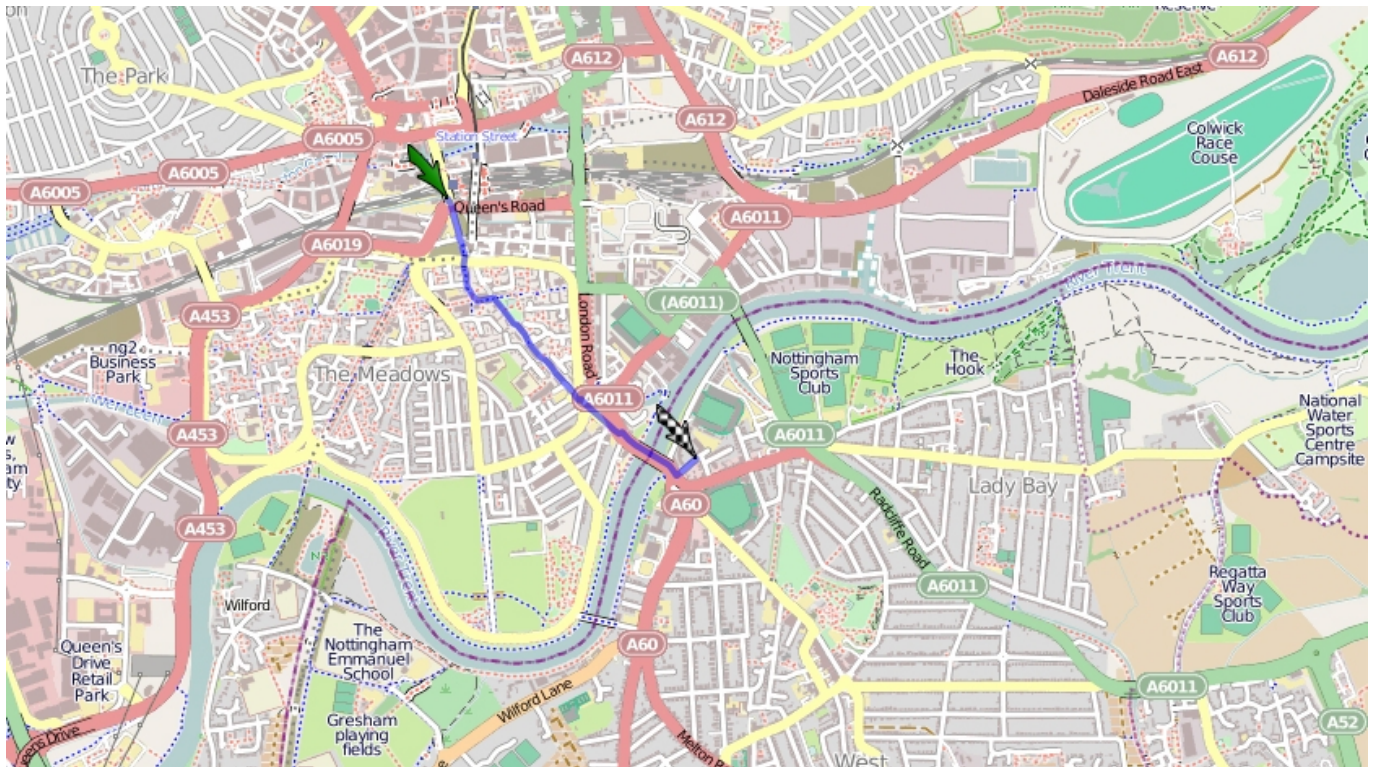 The Park
A612
A612
Daleside Road East
A612
A6005
Station Street
Colwick
Race
Couse
A6005
A6005
Queen's Road
A6011
A6019
River Trent
(A6011)
A453
London Road
ng2
Business
Park
Nottingham
Sports
Club
The
Hook
The Meadows
A6011
National
Water
Sports
Centre
Campsite
A453
A6011
Lady Bay
A60
Radcliffe Road
A453
A6011
Regatta
Way
Sports
Club
Wilford
The
Nottingham
Emmanuel
School
A60
Queen's
Drive
Retail
Park
A6011
Wilford Lane
Gresham
playing
fields
A52
Melton R
West